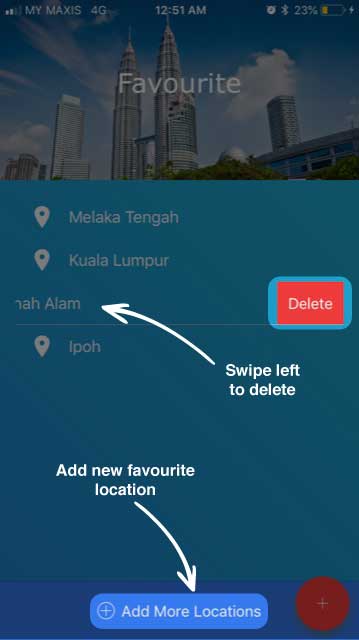 MY MAXIS 4G 12:51 AM 23%
Favourite
Melaka Tengah
Kuala Lumpur
hah Alam Delete
Ipoh
Swipe left
to delete
Add new favourite
location
Add More Locations